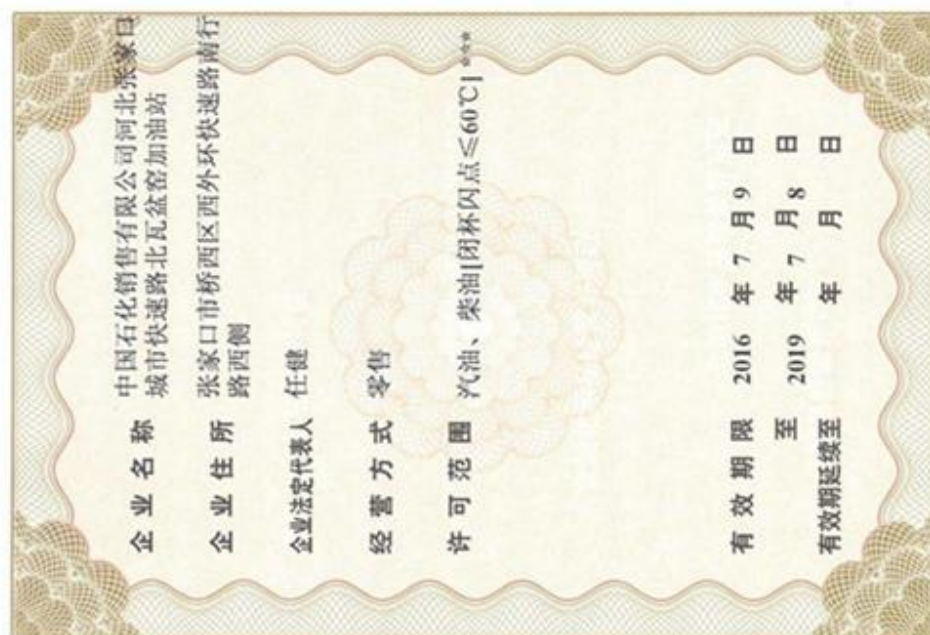 企业名称 中国石化销售有限公司河北张家口
城市快速路北瓦盆窑加油站
企业住所 张家口市桥西区西外环快速路南行
路西侧
企业法定代表人 任健
经营方式 零售
许可范围 汽油、柴油[闭杯闪点≤60℃]***
有效期限 2016 年 7 月 9 日
至 2019 年 7 月 8 日
有效期延续至 年 月 日